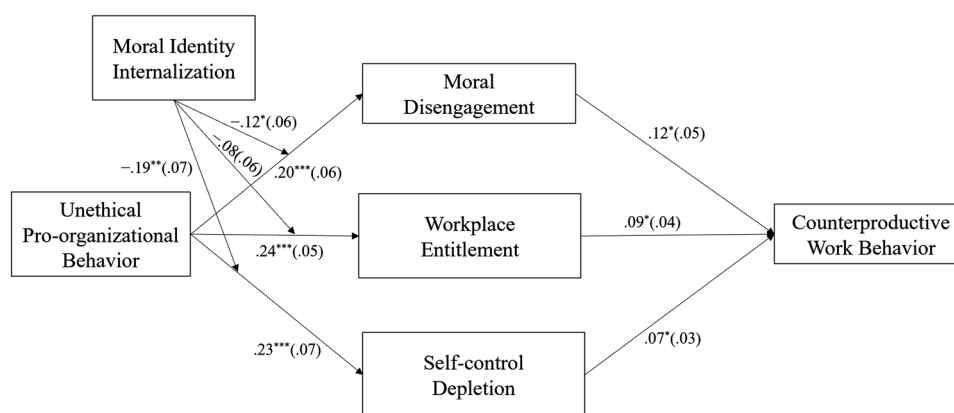 Moral Identity
Internalization
Moral
Disengagement
−.12*(.06)
−.08(.06)
.20***(.06)
−.19**(.07)
.12*(.05)
Unethical
Pro-organizational
Behavior
Workplace
Entitlement
.24***(.05)
.09*(.04)
Counterproductive
Work Behavior
.23***(.07)
.07*(.03)
Self-control
Depletion